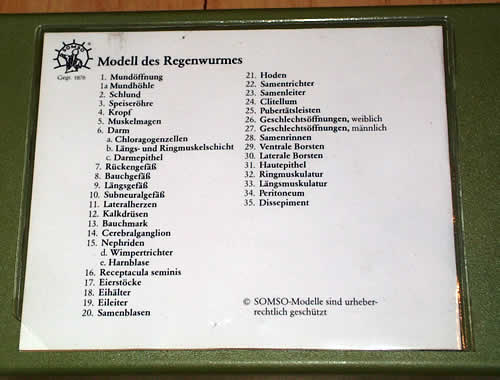 SOMSO
®
Gegr. 1876
Modell des Regenwurmes
1. Mundöffnung
1a Mundhöhle
2. Schlund
3. Speiseröhre
4. Kropf
5. Muskelmagen
6. Darm
a. Chloragogenzellen
b. Längs- und Ringmuskelschicht
c. Darmepithel
7. Rückengefäß
8. Bauchgefäß
9. Längsgefäß
10. Subneuralgefäß
11. Lateralherzen
12. Kalkdrüsen
13. Bauchmark
14. Cerebralganglion
15. Nephriden
d. Wimpertrichter
e. Harnblase
16. Receptacula seminis
17. Eierstöcke
18. Eihälter
19. Eileiter
20. Samenblasen
21. Hoden
22. Samentrichter
23. Samenleiter
24. Clitellum
25. Pubertätsleisten
26. Geschlechtsöffnungen, weiblich
27. Geschlechtsöffnungen, männlich
28. Samenrinnen
29. Ventrale Borsten
30. Laterale Borsten
31. Hautepithel
32. Ringmuskulatur
33. Längsmuskulatur
34. Peritoneum
35. Dissepiment
© SOMSO-Modelle sind urheber-
rechtlich geschützt